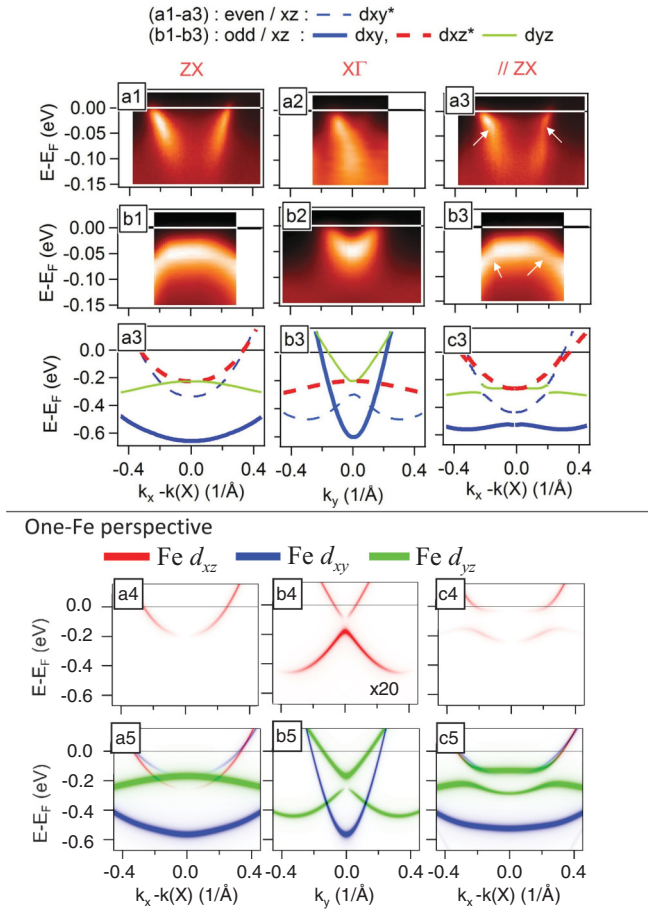 (a1-a3) : even / xz : dxy*
(b1-b3) : odd / xz : dxy, dxz* dyz
ZX XΓ // ZX
a1 a2 a3
E-E_F (eV)
0.00
-0.05
-0.10
-0.15
b1 b2 b3
E-E_F (eV)
0.00
-0.05
-0.10
-0.15
a3 b3 c3
E-E_F (eV)
0.0
-0.2
-0.4
-0.6
-0.4 0.0 0.4 -0.4 0.0 0.4 -0.4 0.0 0.4
k_x -k(X) (1/Å) k_y (1/Å) k_x -k(X) (1/Å)
One-Fe perspective
Fe d_xz Fe d_xy Fe d_yz
a4 b4 c4
E-E_F (eV)
0.0
-0.2
-0.4
-0.6
x20
a5 b5 c5
E-E_F (eV)
0.0
-0.2
-0.4
-0.6
-0.4 0.0 0.4 -0.4 0.0 0.4 -0.4 0.0 0.4
k_x -k(X) (1/Å) k_y (1/Å) k_x -k(X) (1/Å)